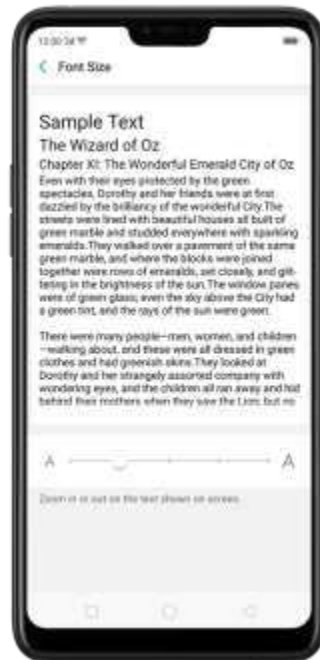 Font Size
Sample Text
The Wizard of Oz
Chapter XI: The Wonderful Emerald City of Oz
Even with their eyes protected by the green
spectacles, Dorothy and her friends were at first
dazzled by the brilliancy of the wonderful City. The
streets were lined with beautiful houses all built of
green marble and studded everywhere with sparkling
emeralds. They walked over a pavement of the same
green marble, and where the blocks were joined
together were rows of emeralds, set closely, and glit-
tering in the brightness of the sun. The window panes
were of green glass; even the sky above the City had
a green tint, and the rays of the sun were green.
There were many people—men, women, and children
—walking about, and these were all dressed in green
clothes and had greenish skins. They looked at
Dorothy and her strangely assorted company with
wondering eyes, and the children all ran away and hid
behind their mothers when they saw the Lion; but no
A A
Zoom in or out on the text shown on screen.